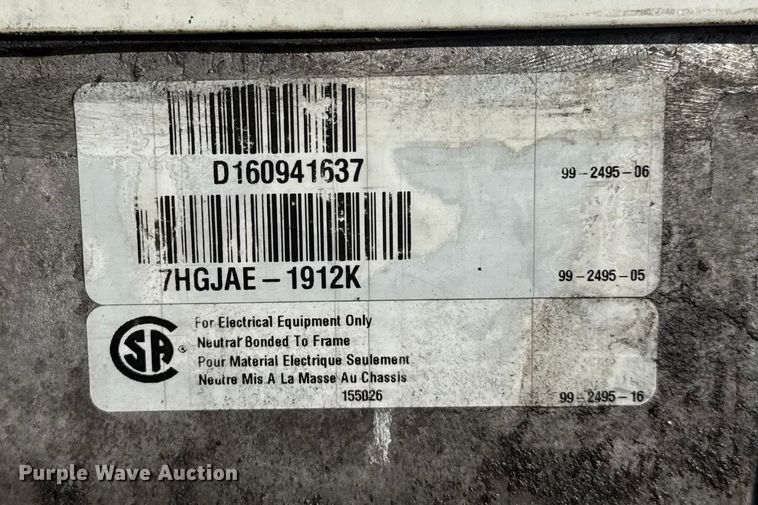 D160941637
99-2495-06
7HGJAE-1912K
99-2495-05
CSA ®
For Electrical Equipment Only
Neutral Bonded To Frame
Pour Material Electrique Seulement
Neutre Mis A La Masse Au Chassis
155026
99-2495-16
Purple Wave Auction